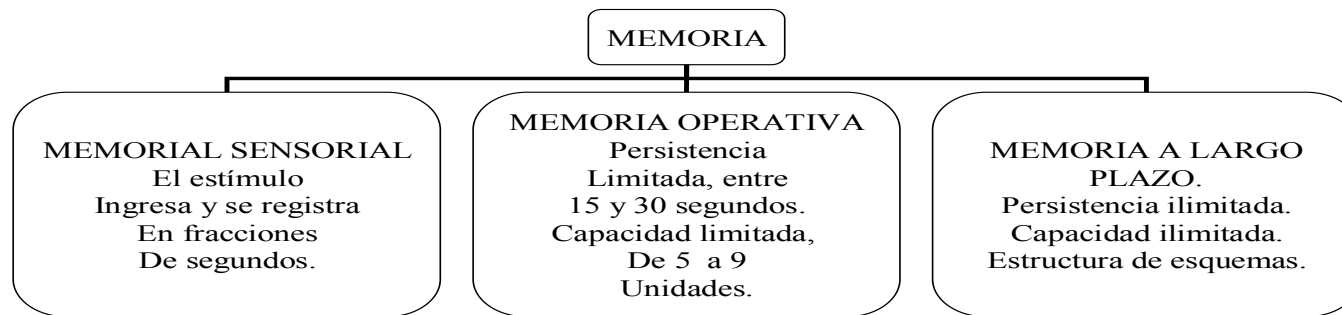 MEMORIA
MEMORIAL SENSORIAL
El estímulo
Ingresa y se registra
En fracciones
De segundos.
MEMORIA OPERATIVA
Persistencia
Limitada, entre
15 y 30 segundos.
Capacidad limitada,
De 5 a 9
Unidades.
MEMORIA A LARGO
PLAZO.
Persistencia ilimitada.
Capacidad ilimitada.
Estructura de esquemas.